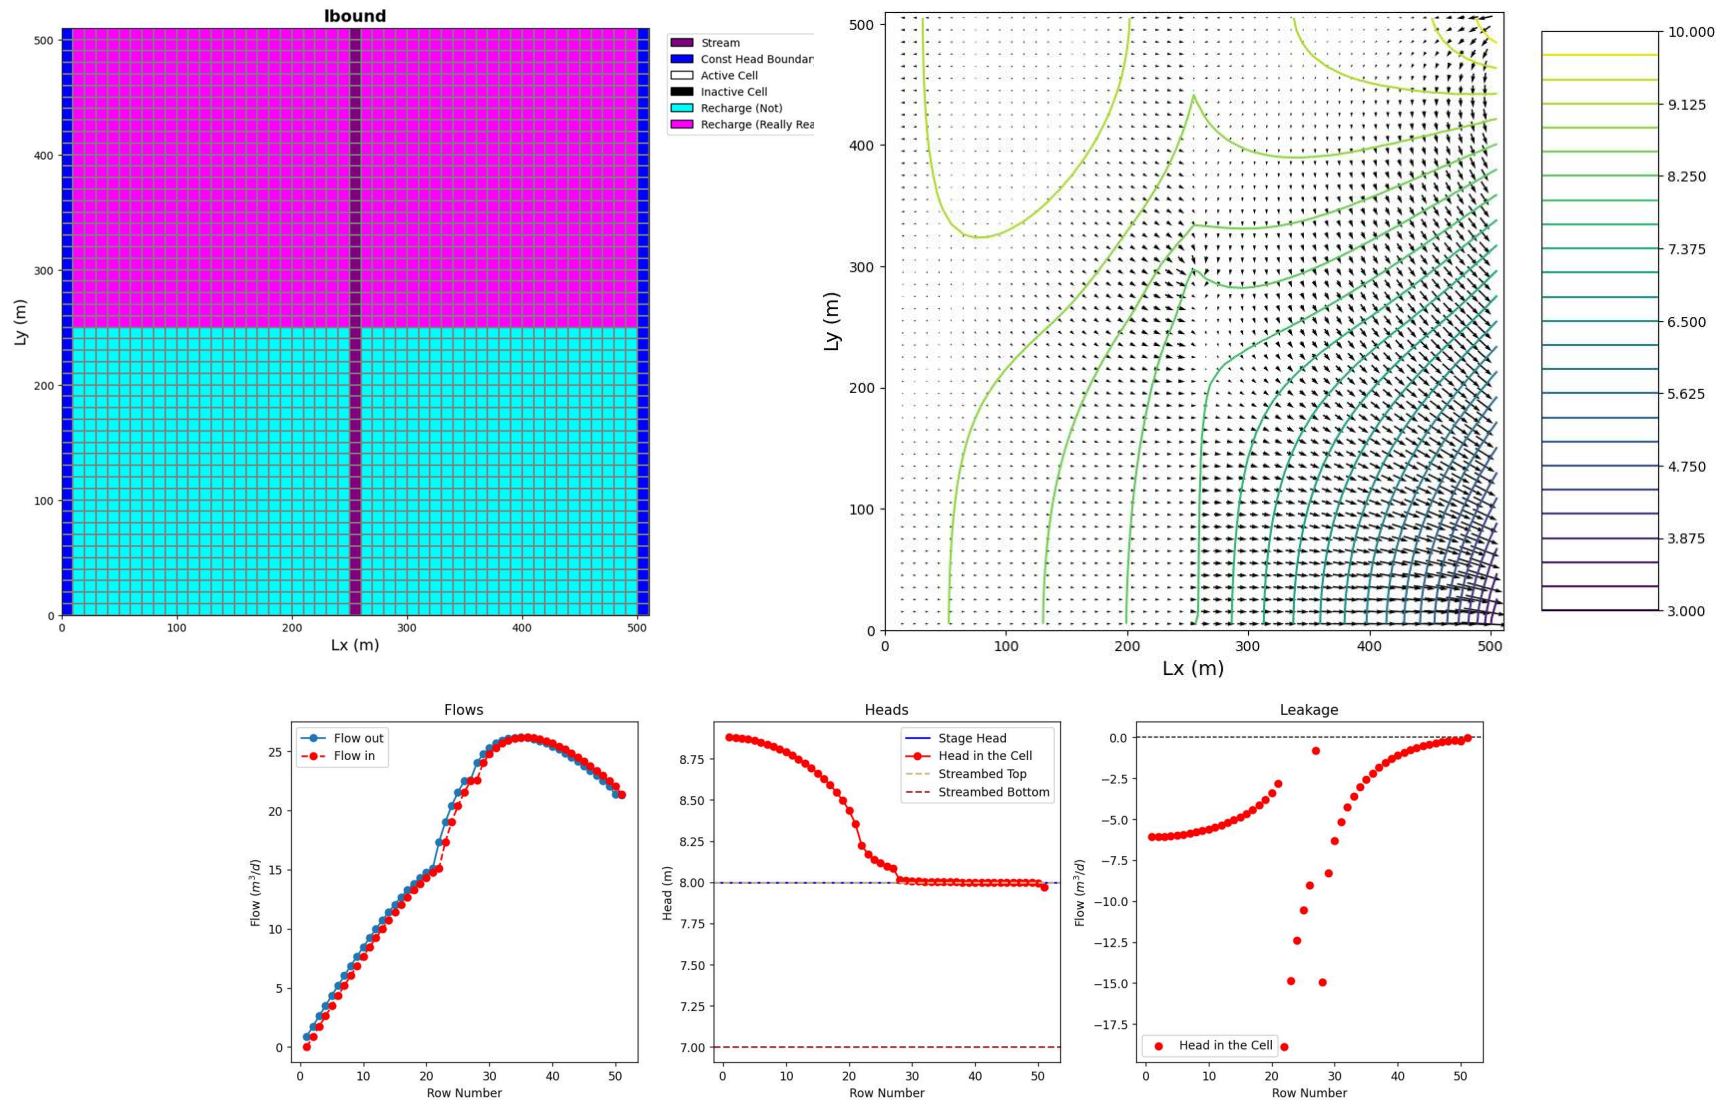 Ibound
500
400
300
200
100
0
0
100
200
300
400
500
Ly (m)
Lx (m)
Stream
Const Head Boundary
Active Cell
Inactive Cell
Recharge (Not)
Recharge (Really Rea
500
400
300
200
100
0
0
100
200
300
400
500
Ly (m)
Lx (m)
10.000
9.125
8.250
7.375
6.500
5.625
4.750
3.875
3.000
Flows
Flow out
Flow in
25
20
15
10
5
0
0
10
20
30
40
50
Flow (m³/d)
Row Number
Heads
Stage Head
Head in the Cell
Streambed Top
Streambed Bottom
8.75
8.50
8.25
8.00
7.75
7.50
7.25
7.00
0
10
20
30
40
50
Head (m)
Row Number
Leakage
0.0
−2.5
−5.0
−7.5
−10.0
−12.5
−15.0
−17.5
0
10
20
30
40
50
Flow (m³/d)
Head in the Cell
Row Number